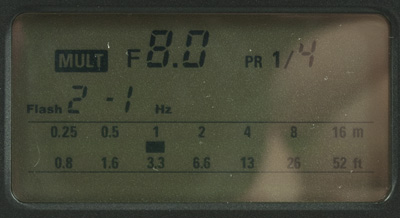 MULT F 8.0 PR 1/4
Flash 2 -1 Hz
0.25 0.5 1 2 4 8 16 m
0.8 1.6 3.3 6.6 13 26 52 ft